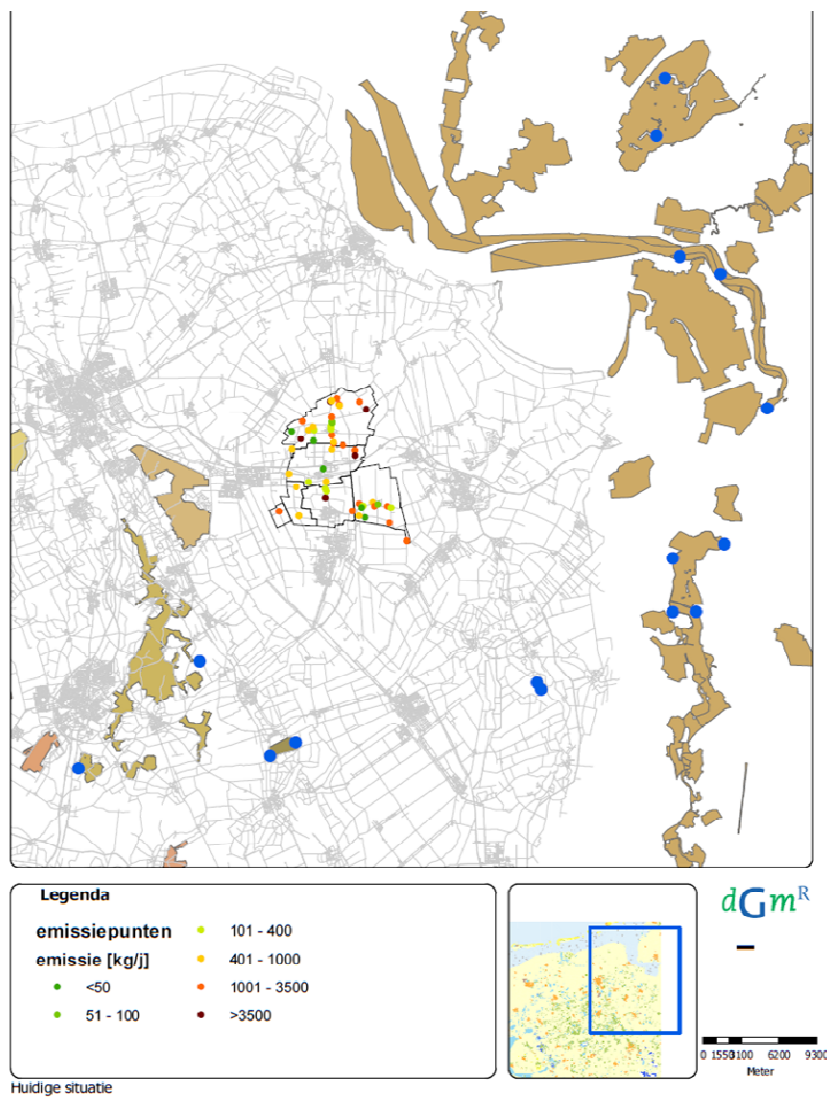 Legenda
emissiepunten
emissie [kg/j]
<50
51 - 100
101 - 400
401 - 1000
1001 - 3500
>3500
dGmR
0 1550 3100 6200 9300
Meter
Huidige situatie